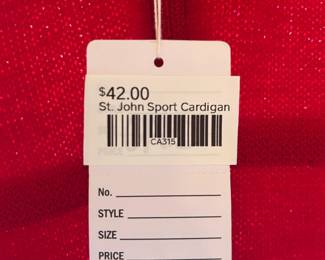 $42.00
St. John Sport Cardigan
CA315
No.
STYLE
SIZE
PRICE